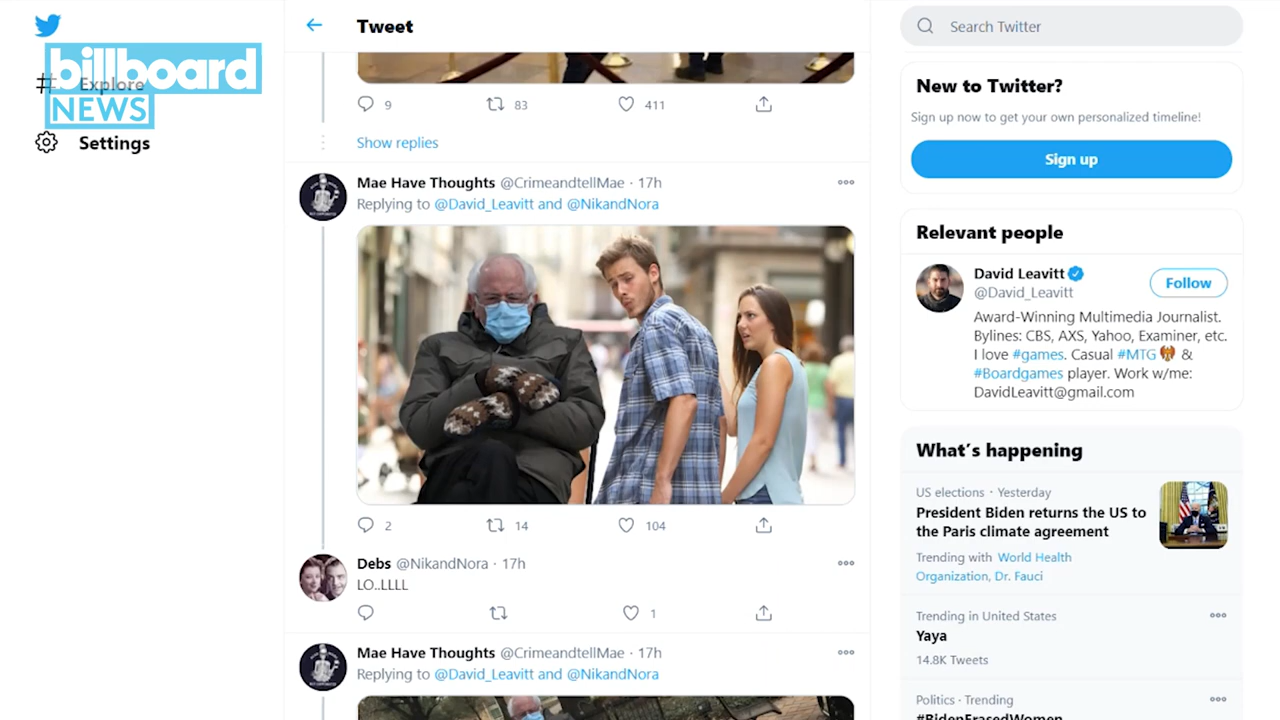 billboard
NEWS
Explore
Settings
Tweet
9
83
411
Show replies
Mae Have Thoughts @CrimeandtellMae · 17h
Replying to @David_Leavitt and @NikandNora
2
14
104
Debs @NikandNora · 17h
LO..LLLL
1
Mae Have Thoughts @CrimeandtellMae · 17h
Replying to @David_Leavitt and @NikandNora
Search Twitter
New to Twitter?
Sign up now to get your own personalized timeline!
Sign up
Relevant people
David Leavitt
@David_Leavitt
Follow
Award-Winning Multimedia Journalist.
Bylines: CBS, AXS, Yahoo, Examiner, etc.
I love #games. Casual #MTG &
#Boardgames player. Work w/me:
DavidLeavitt@gmail.com
What's happening
US elections · Yesterday
President Biden returns the US to
the Paris climate agreement
Trending with World Health
Organization, Dr. Fauci
Trending in United States
Yaya
14.8K Tweets
Politics · Trending
#BidenErasedWomen